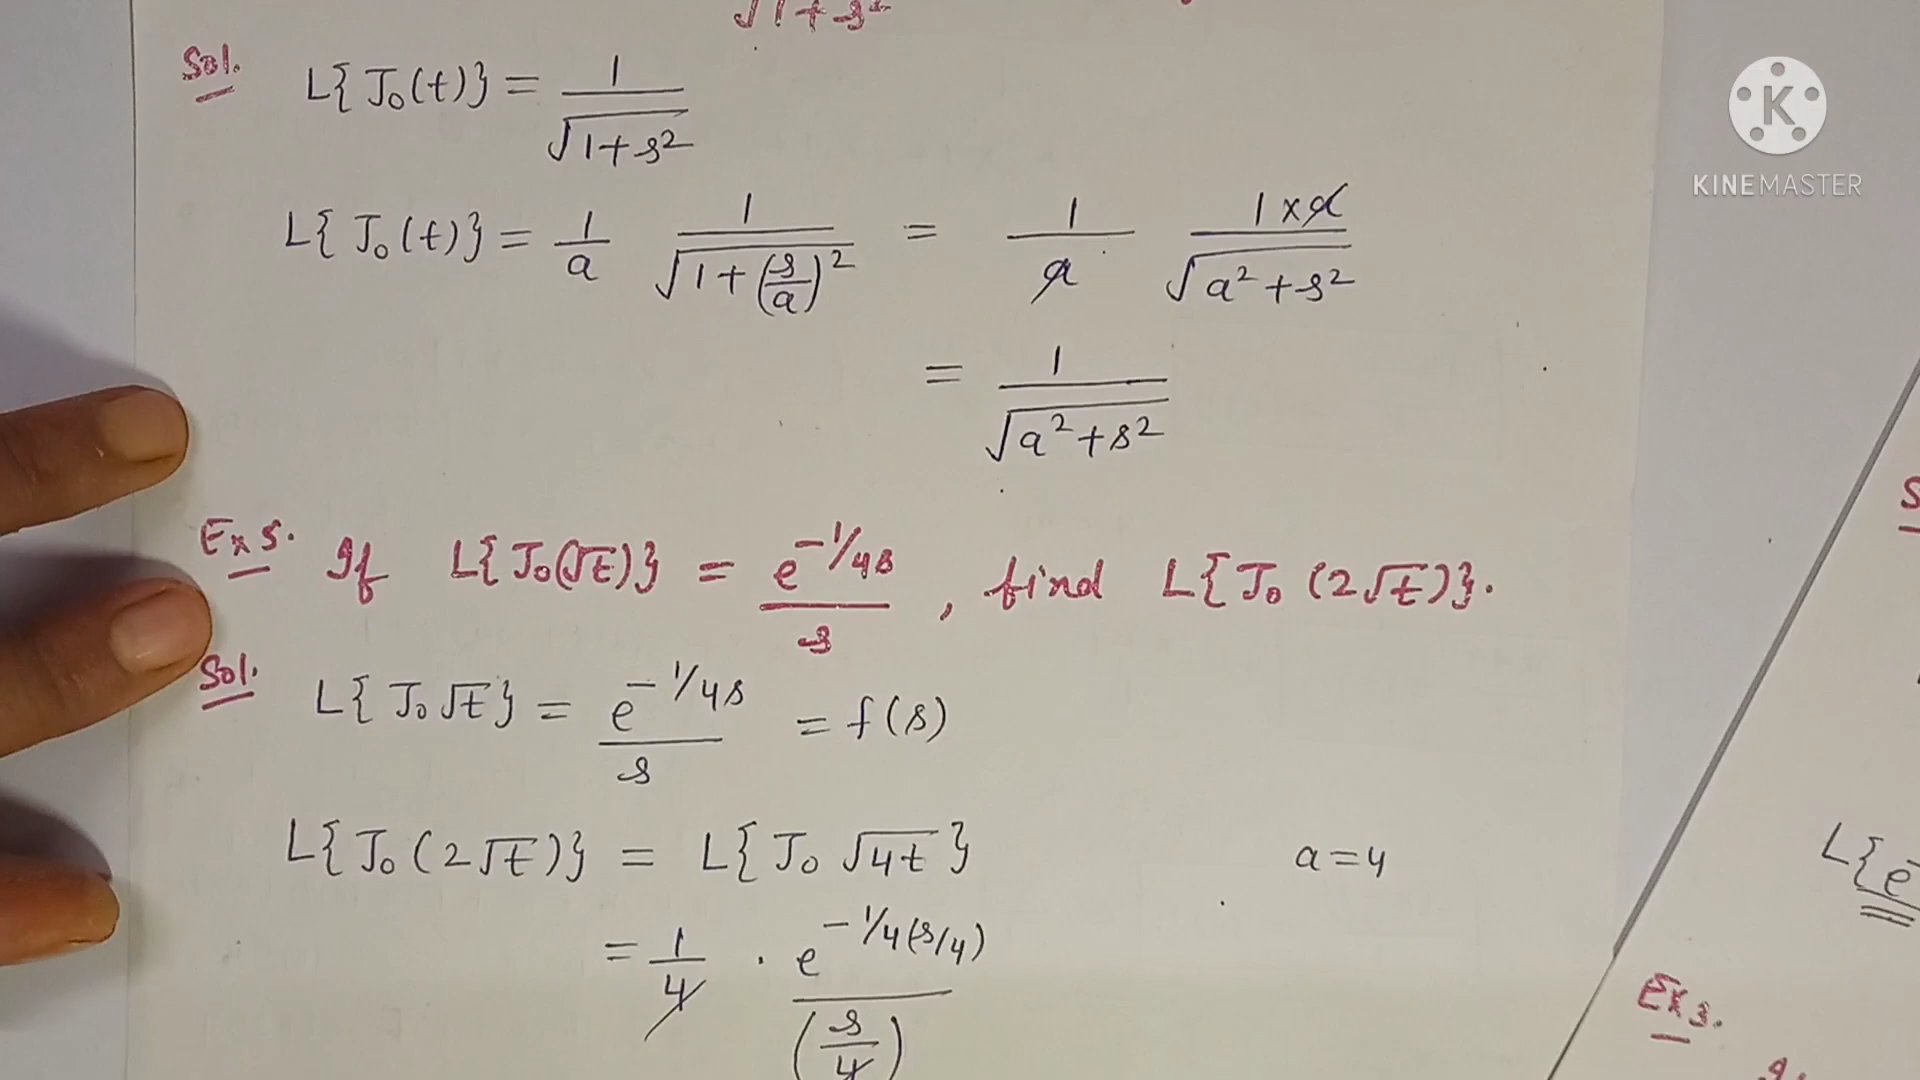 √1+s²
Sol.
L{J₀(t)} = 1/√1+s²
L{J₀(t)} = 1/a 1/√1+(s/a)² = 1/a 1×a/√a²+s²
= 1/√a²+s²
Ex 5. If L{J₀(√t)} = e^-1/4s / s, find L{J₀(2√t)}.
Sol.
L{J₀√t} = e^-1/4s / s = f(s)
L{J₀(2√t)} = L{J₀√4t} a=4
= 1/4 · e^-1/4(s/4) / (s/4)
L{e
Ex 3.
KINEMASTER